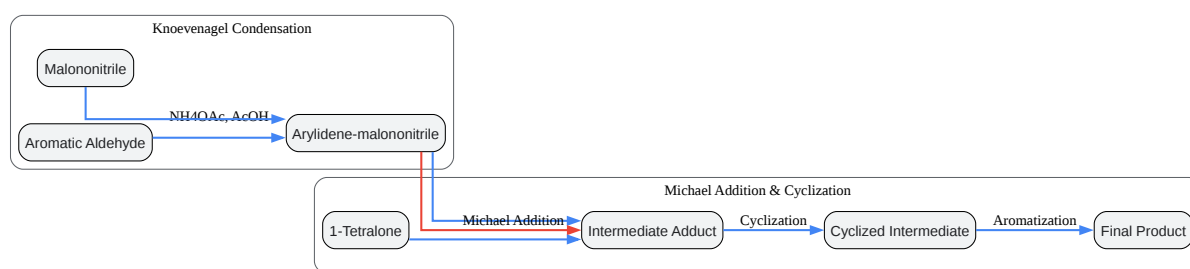 Knoevenagel Condensation
Malononitrile
NH4OAc, AcOH
Aromatic Aldehyde
Arylidene-malononitrile
Michael Addition & Cyclization
1-Tetralone
Michael Addition
Intermediate Adduct
Cyclization
Cyclized Intermediate
Aromatization
Final Product